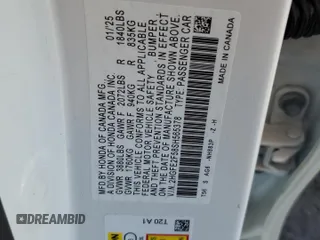 MFD. BY HONDA OF CANADA MFG. 01/25
A DIVISION OF HONDA CANADA INC.
GVWR 3880LBS GAWR F 2072LBS R 1840LBS
GVWR 1760KG GAWR F 940KG R 835KG
THIS VEHICLE CONFORMS TO ALL APPLICABLE
FEDERAL MOTOR VEHICLE SAFETY BUMPER
AND THEFT PREVENTION STANDARDS IN EFFECT
ON THE DATE OF MANUFACTURE SHOWN ABOVE.
TYPE PASSENGER CAR
MADE IN CANADA
T20 A1